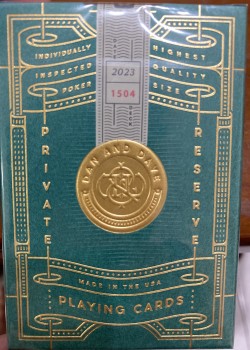 INDIVIDUALLY
INSPECTED
POKER
HIGHEST
QUALITY
SIZE
2023
1504
PRIVATE
RESERVE
DAN AND DAVE
MADE IN THE USA
PLAYING CARDS